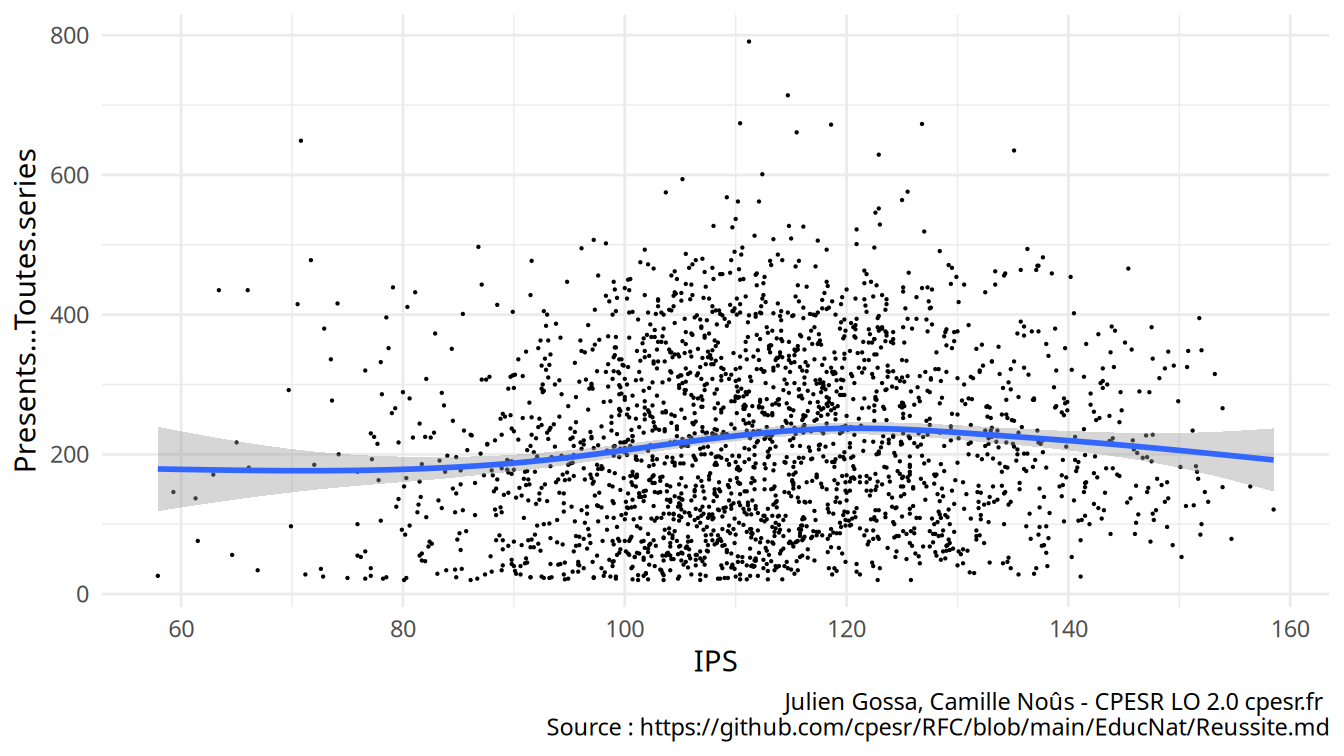 Presents...Toutes.series
800
600
400
200
0
60 80 100 120 140 160
IPS
Julien Gossa, Camille Noûs - CPESR LO 2.0 cpesr.fr
Source : https://github.com/cpesr/RFC/blob/main/EducNat/Reussite.md